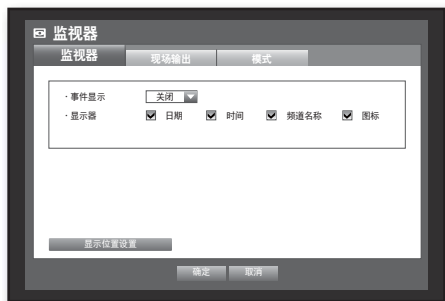 监视器
监视器 现场输出 模式
·事件显示 关闭
·显示器 日期 时间 频道名称 图标
显示位置设置
确定 取消